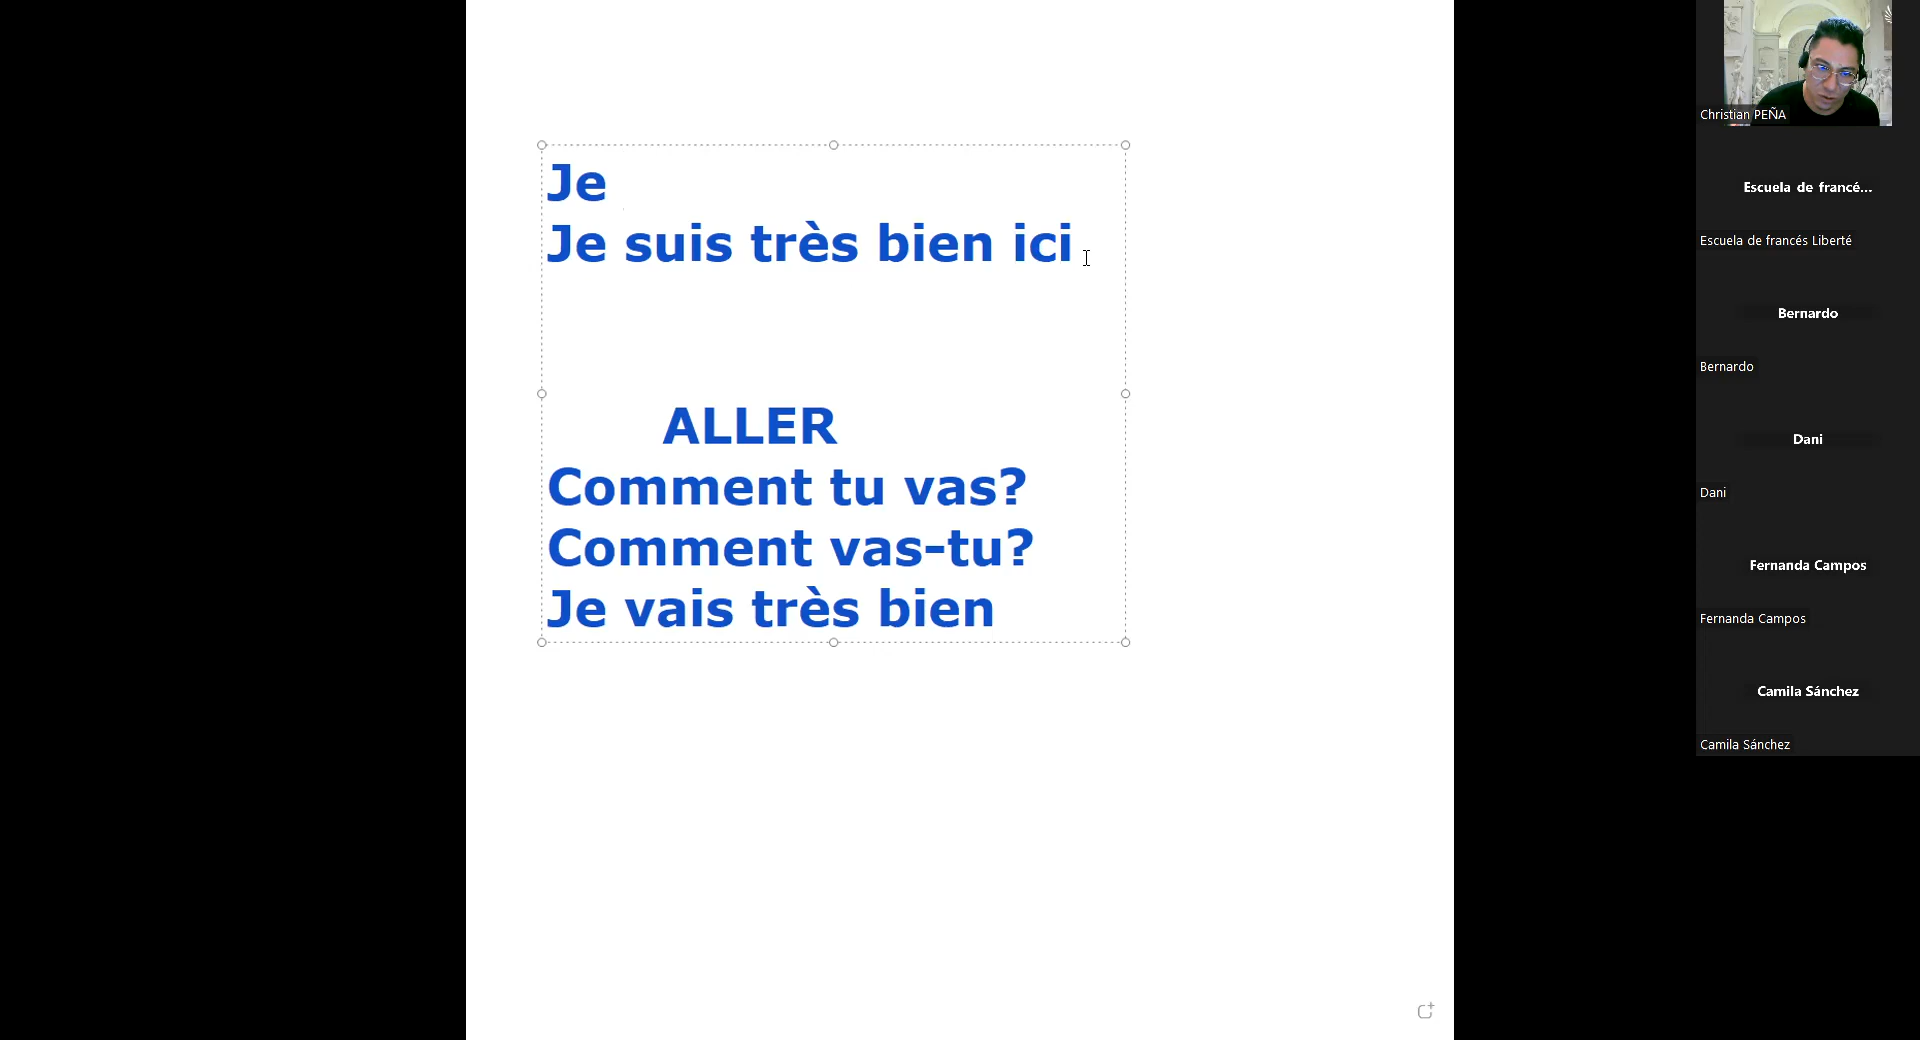 Je
Je suis très bien ici
ALLER
Comment tu vas?
Comment vas-tu?
Je vais très bien
Christian PEÑA
Escuela de francé...
Escuela de francés Liberté
Bernardo
Bernardo
Dani
Dani
Fernanda Campos
Fernanda Campos
Camila Sánchez
Camila Sánchez